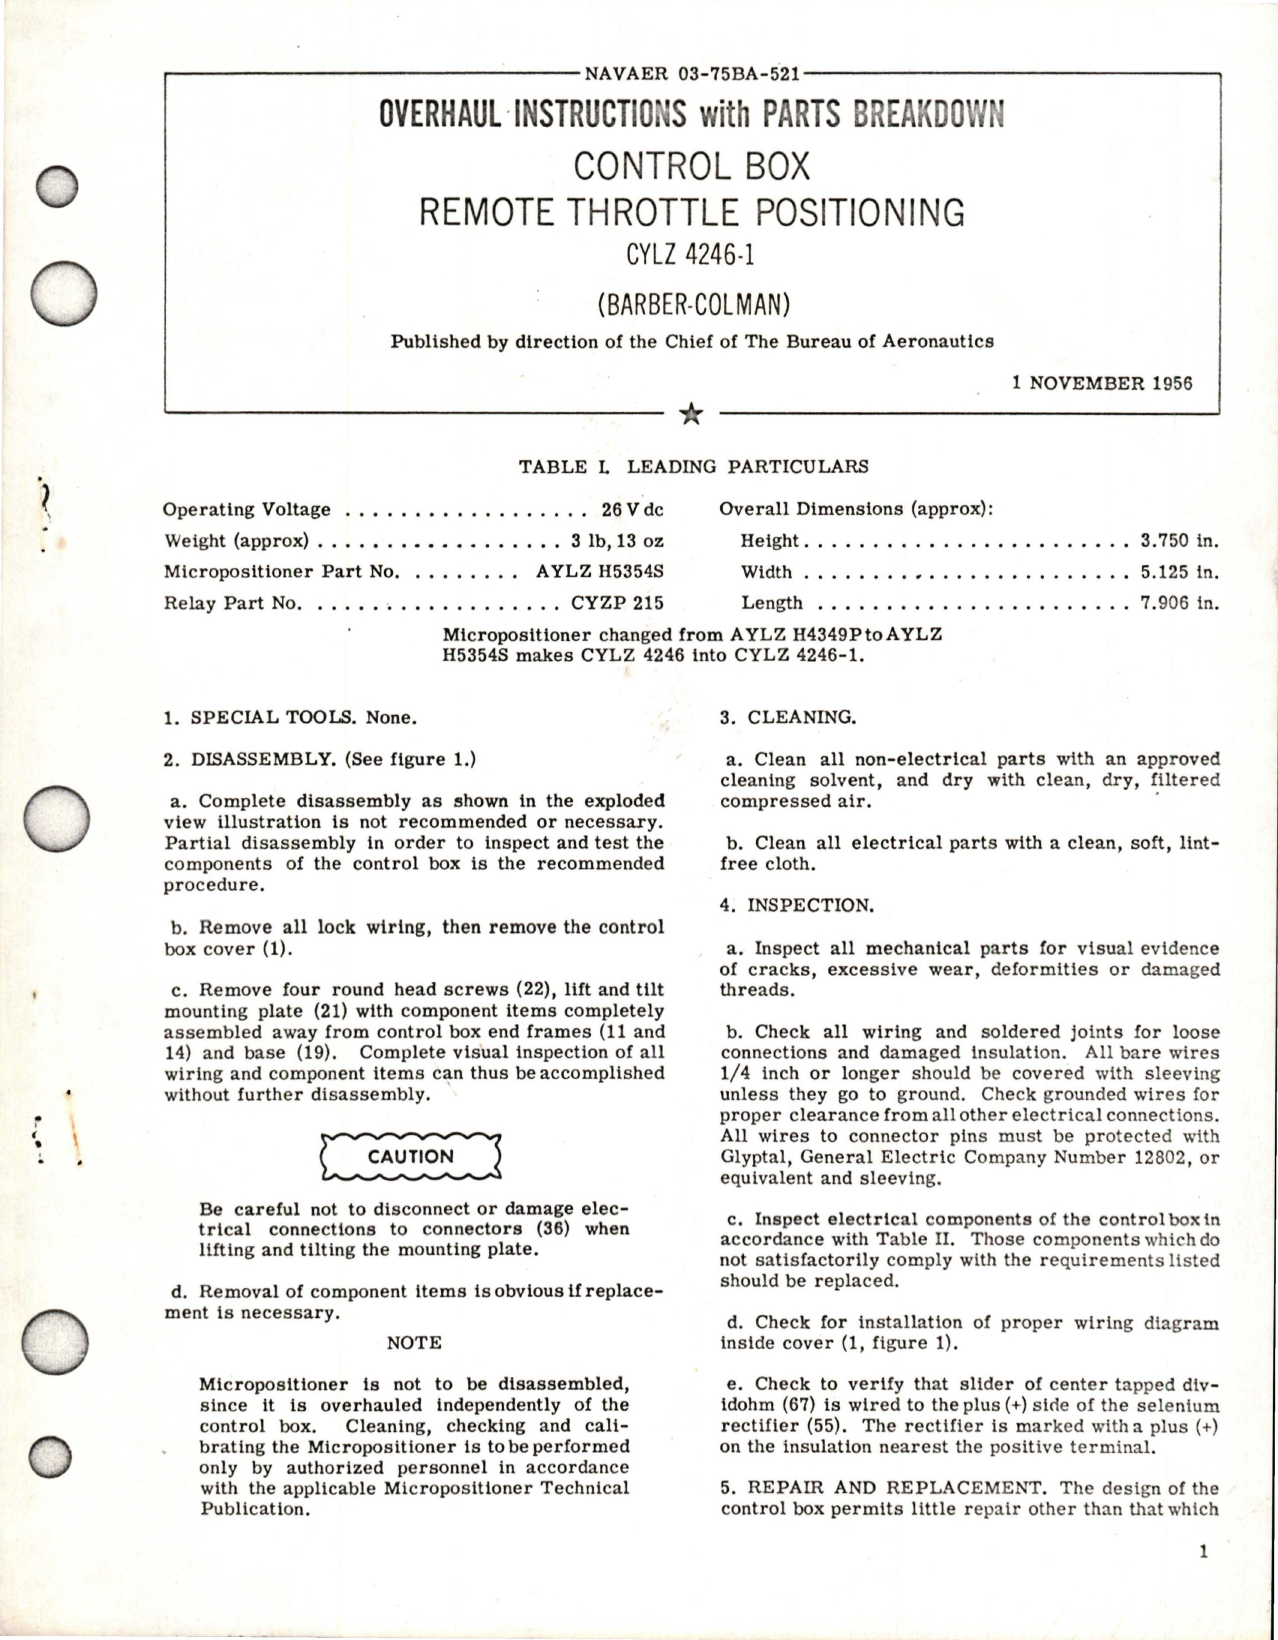 NAVAER 03-75BA-521
OVERHAUL INSTRUCTIONS with PARTS BREAKDOWN
CONTROL BOX
REMOTE THROTTLE POSITIONING
CYLZ 4246-1
(BARBER-COLMAN)
Published by direction of the Chief of The Bureau of Aeronautics
1 NOVEMBER 1956
TABLE I. LEADING PARTICULARS
Operating Voltage . . . . . . . . . . . . . . . . . . 26 V dc
Weight (approx) . . . . . . . . . . . . . . . . . . 3 lb, 13 oz
Micropositioner Part No. . . . . . . . . AYLZ H5354S
Relay Part No. . . . . . . . . . . . . . . . . . . CYZP 215
Overall Dimensions (approx):
Height. . . . . . . . . . . . . . . . . . . . . . . . 3.750 in.
Width . . . . . . . . . . . . . . . . . . . . . . . . 5.125 in.
Length . . . . . . . . . . . . . . . . . . . . . . . 7.906 in.
Micropositioner changed from AYLZ H4349P to AYLZ
H5354S makes CYLZ 4246 into CYLZ 4246-1.
1. SPECIAL TOOLS. None.
2. DISASSEMBLY. (See figure 1.)
a. Complete disassembly as shown in the exploded
view illustration is not recommended or necessary.
Partial disassembly in order to inspect and test the
components of the control box is the recommended
procedure.
b. Remove all lock wiring, then remove the control
box cover (1).
c. Remove four round head screws (22), lift and tilt
mounting plate (21) with component items completely
assembled away from control box end frames (11 and
14) and base (19). Complete visual inspection of all
wiring and component items can thus be accomplished
without further disassembly.
CAUTION
Be careful not to disconnect or damage elec-
trical connections to connectors (36) when
lifting and tilting the mounting plate.
d. Removal of component items is obvious if replace-
ment is necessary.
NOTE
Micropositioner is not to be disassembled,
since it is overhauled independently of the
control box. Cleaning, checking and cali-
brating the Micropositioner is to be performed
only by authorized personnel in accordance
with the applicable Micropositioner Technical
Publication.
3. CLEANING.
a. Clean all non-electrical parts with an approved
cleaning solvent, and dry with clean, dry, filtered
compressed air.
b. Clean all electrical parts with a clean, soft, lint-
free cloth.
4. INSPECTION.
a. Inspect all mechanical parts for visual evidence
of cracks, excessive wear, deformities or damaged
threads.
b. Check all wiring and soldered joints for loose
connections and damaged insulation. All bare wires
1/4 inch or longer should be covered with sleeving
unless they go to ground. Check grounded wires for
proper clearance from all other electrical connections.
All wires to connector pins must be protected with
Glyptal, General Electric Company Number 12802, or
equivalent and sleeving.
c. Inspect electrical components of the control box in
accordance with Table II. Those components which do
not satisfactorily comply with the requirements listed
should be replaced.
d. Check for installation of proper wiring diagram
inside cover (1, figure 1).
e. Check to verify that slider of center tapped div-
idohm (67) is wired to the plus (+) side of the selenium
rectifier (55). The rectifier is marked with a plus (+)
on the insulation nearest the positive terminal.
5. REPAIR AND REPLACEMENT. The design of the
control box permits little repair other than that which
1